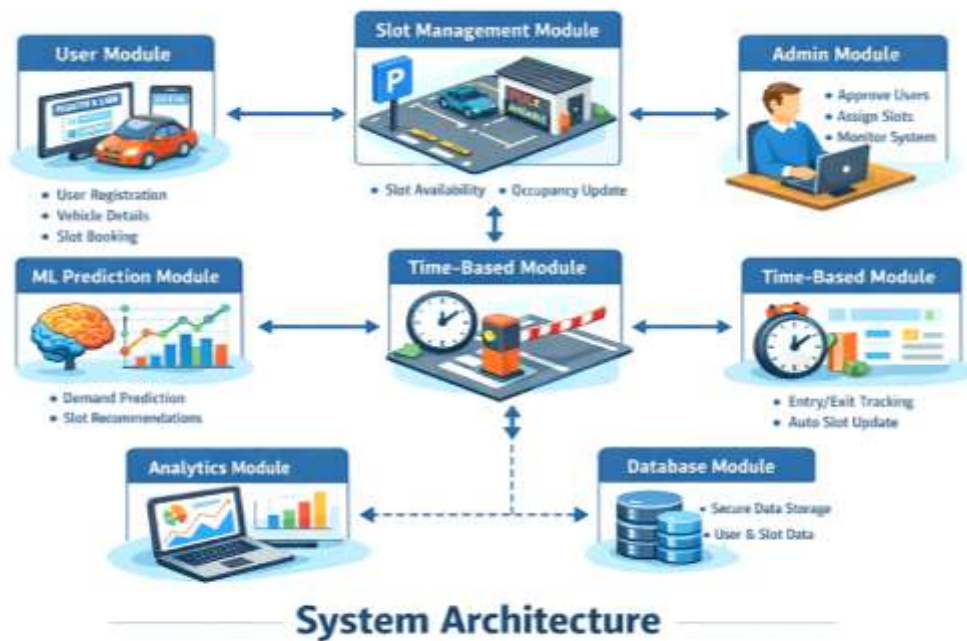 Slot Management Module
User Module
Admin Module
REGISTER & LOGIN
P
Approve Users
Assign Slots
Monitor System
User Registration
Vehicle Details
Slot Booking
Slot Availability
Occupancy Update
ML Prediction Module
Time-Based Module
Time-Based Module
Demand Prediction
Slot Recommendations
Entry/Exit Tracking
Auto Slot Update
Analytics Module
Database Module
Secure Data Storage
User & Slot Data
System Architecture